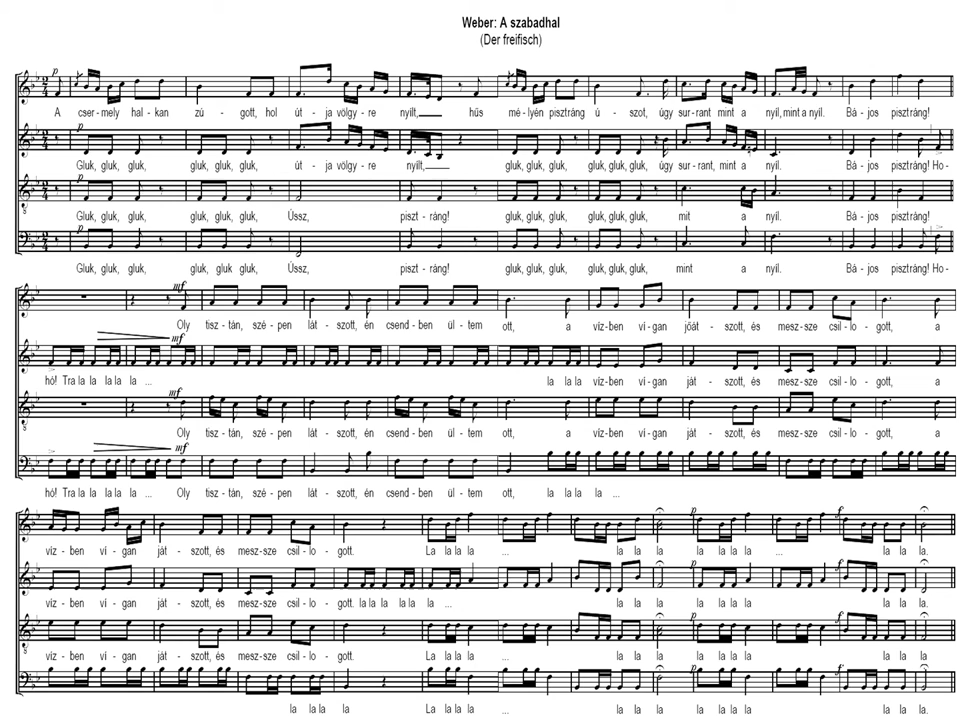 Weber: A szabadhal
(Der freifisch)
p
A cser-mely hal-kan zú-gott, hol út-ja völgy-re nyílt,___ hűs mé-lyén pisztráng ú-szot, úgy sur-rant mint a nyíl, mint a nyíl. Bá-jos pisztráng!
p
Gluk, gluk, gluk, gluk, gluk, gluk, út-ja völgy-re nyílt,___ gluk, gluk, gluk, gluk, gluk, gluk, úgy sur-rant, mint a nyíl. Bá-jos pisztráng! Ho-
p
Gluk, gluk, gluk, gluk, gluk, gluk, Ússz, piszt-ráng! gluk, gluk, gluk, gluk, gluk, gluk, mit a nyíl. Bá-jos pisztráng!
p
Gluk, gluk, gluk, gluk gluk gluk, Ússz, piszt-ráng! gluk, gluk, gluk, gluk, gluk, gluk, mint a nyíl. Bá-jos pisztráng! Ho-
mf
Oly tisz-tán, szé-pen lát-szott, én csend-ben ül-tem ott, a víz-ben ví-gan jóát-szott, és mesz-sze csil-lo-gott, a
mf
hó! Tra la la la la la ... la la la víz-ben ví-gan ját-szott, és mesz-sze csil-lo-gott, a
mf
Oly tisz-tán, szé-pen lát-szott, én csend-ben ül-tem ott, a víz-ben ví-gan ját-szott, és mesz-sze csil-lo-gott, a
mf
hó! Tra la la la la la ... Oly tisz-tán, szé-pen lát-szott, én csend-ben ül-tem ott, la la la la ...
p f
víz-ben ví-gan ját-szott, és mesz-sze csil-lo-gott. La la la la ... la la la la la la la la ... la la la la.
p f
víz-ben ví-gan ját-szott, és mesz-sze csil-lo-gott. la la la la la la la ... la la la la la la la la la la la.
p f
víz-ben ví-gan ját-szott, és mesz-sze csil-lo-gott. La la la la ... la la la la la la la la la la la.
p f
la la la la La la la la ... la la la la la la la la la la la.